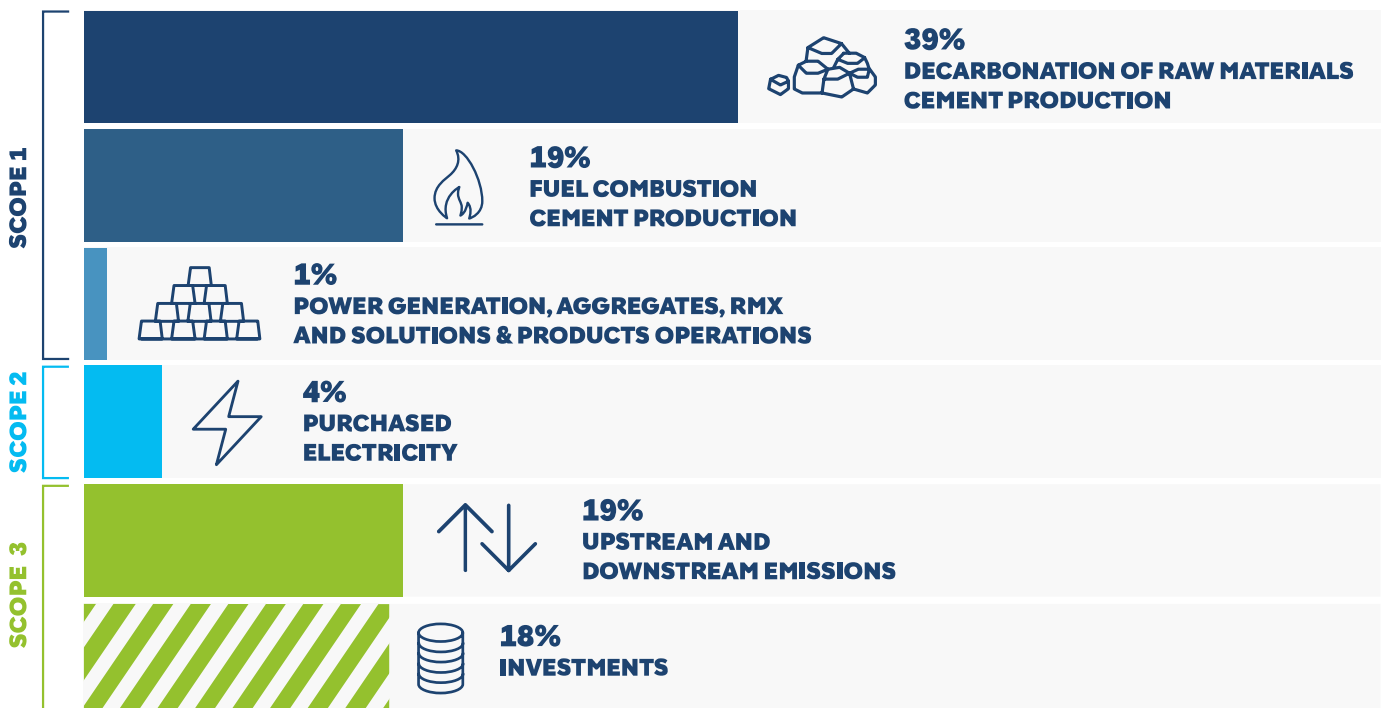 SCOPE 1
39%
DECARBONATION OF RAW MATERIALS
CEMENT PRODUCTION
19%
FUEL COMBUSTION
CEMENT PRODUCTION
1%
POWER GENERATION, AGGREGATES, RMX
AND SOLUTIONS & PRODUCTS OPERATIONS
SCOPE 2
4%
PURCHASED
ELECTRICITY
SCOPE 3
19%
UPSTREAM AND
DOWNSTREAM EMISSIONS
18%
INVESTMENTS